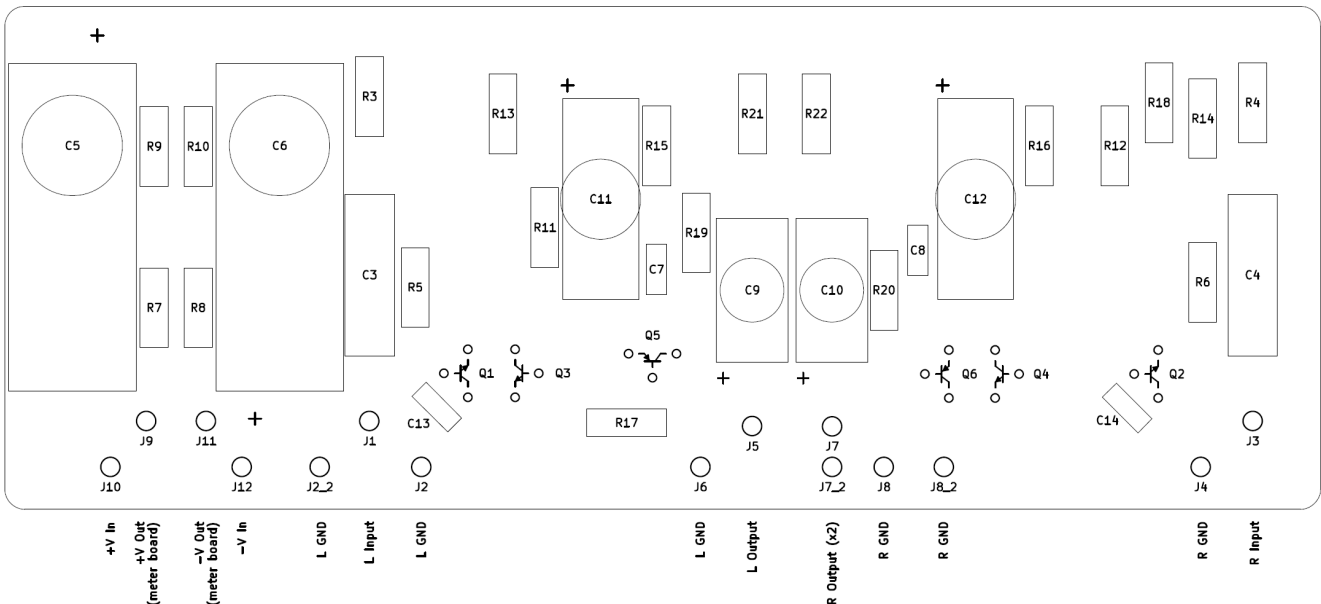 +
R3
R4
R18
R13
+
R21
R22
+
R14
R9
R10
C5
C6
R15
R16
R12
C11
C12
R11
R19
C8
C7
C3
R5
C9
C10
R20
R6
C4
R7
R8
Q5
Q1
Q3
Q6
Q4
Q2
+
+
+
C13
R17
C14
J9
J11
J1
J5
J7
J3
J10
J12
J2_2
J2
J6
J7_2
J8
J8_2
J4
+V In
+V Out
(meter board)
−V Out
(meter board)
−V In
L GND
L Input
L GND
L GND
L Output
R Output (x2)
R GND
R GND
R GND
R Input